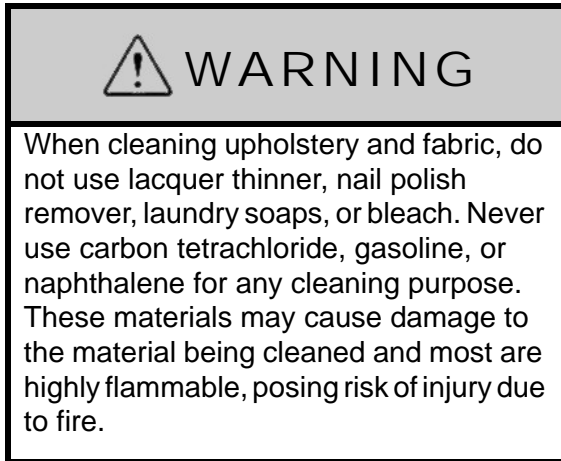 WARNING
When cleaning upholstery and fabric, do
not use lacquer thinner, nail polish
remover, laundry soaps, or bleach. Never
use carbon tetrachloride, gasoline, or
naphthalene for any cleaning purpose.
These materials may cause damage to
the material being cleaned and most are
highly flammable, posing risk of injury due
to fire.